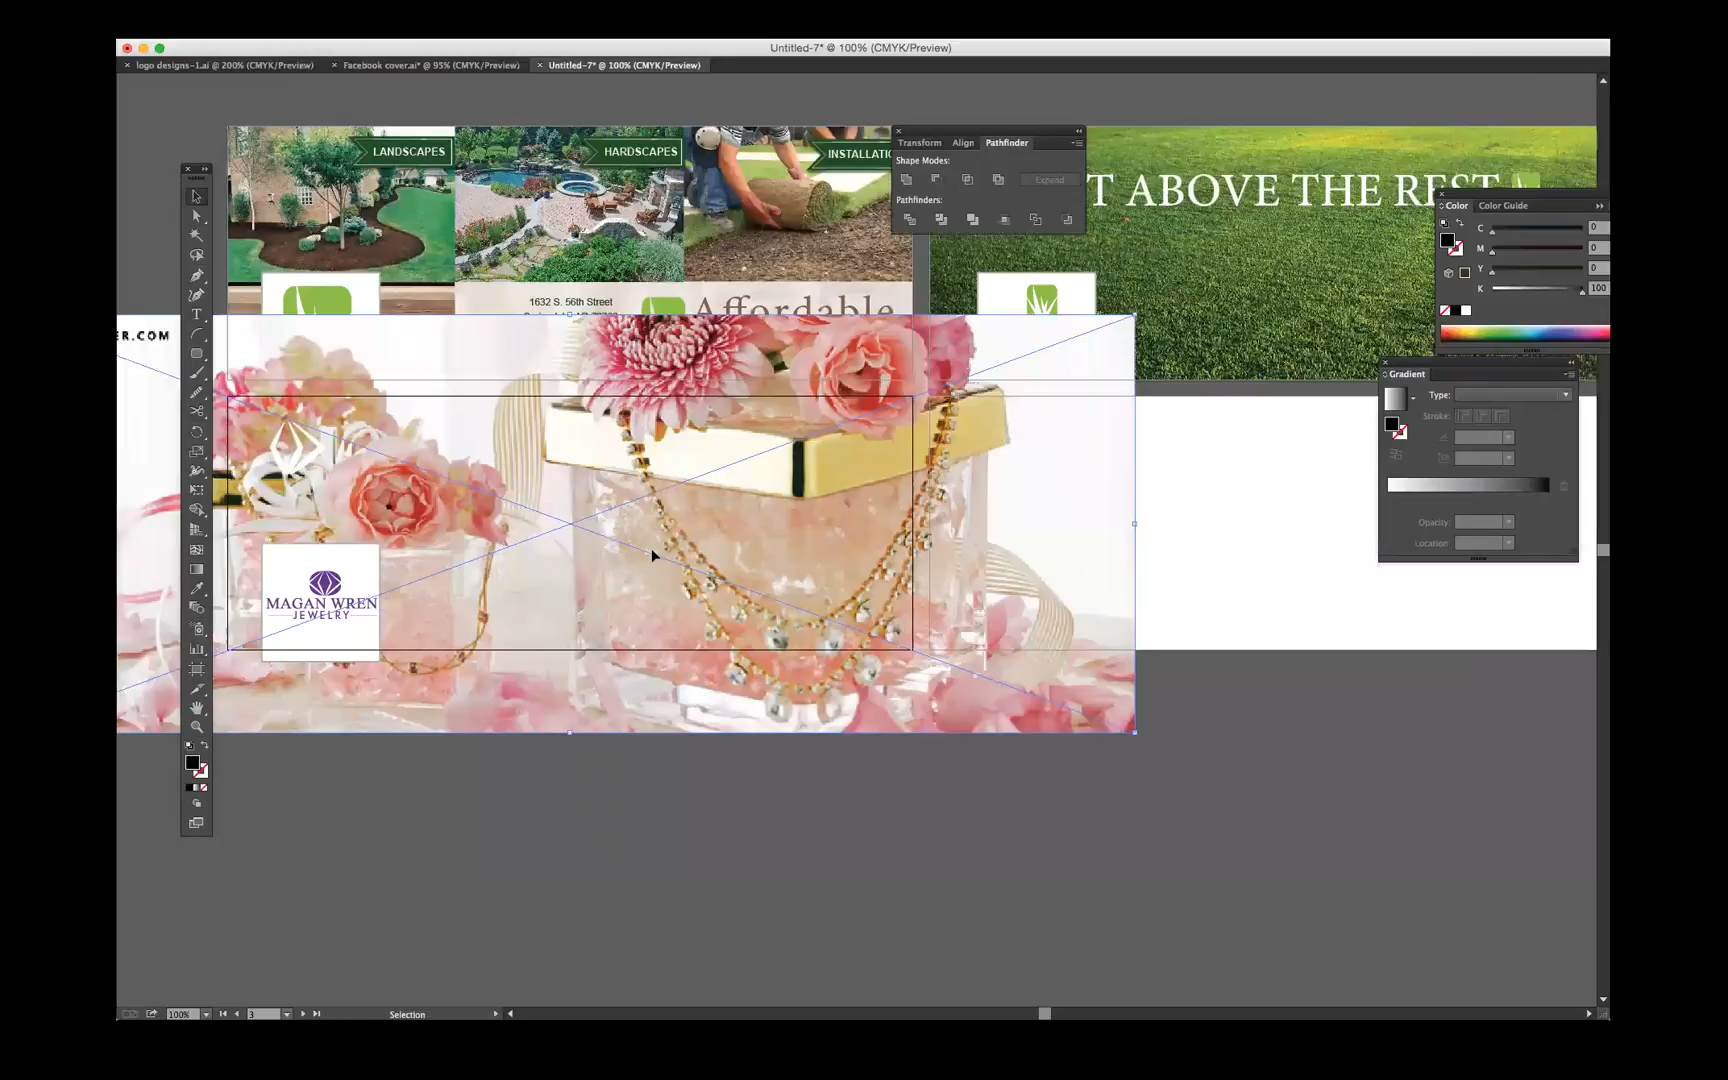 Untitled-7* @ 100% (CMYK/Preview)
logo designs-1.ai @ 200% (CMYK/Preview)
Facebook cover.ai* @ 95% (CMYK/Preview)
Untitled-7* @ 100% (CMYK/Preview)
LANDSCAPES
HARDSCAPES
INSTALLATIO
Transform Align Pathfinder
Shape Modes:
Expand
Pathfinders:
T ABOVE THE REST
Color Color Guide
C 0
M 0
Y 0
K 100
1632 S. 56th Street
Affordable
ER.COM
Gradient
Type:
Stroke:
Opacity:
Location:
MAGAN WREN
JEWELRY
100%
3
Selection